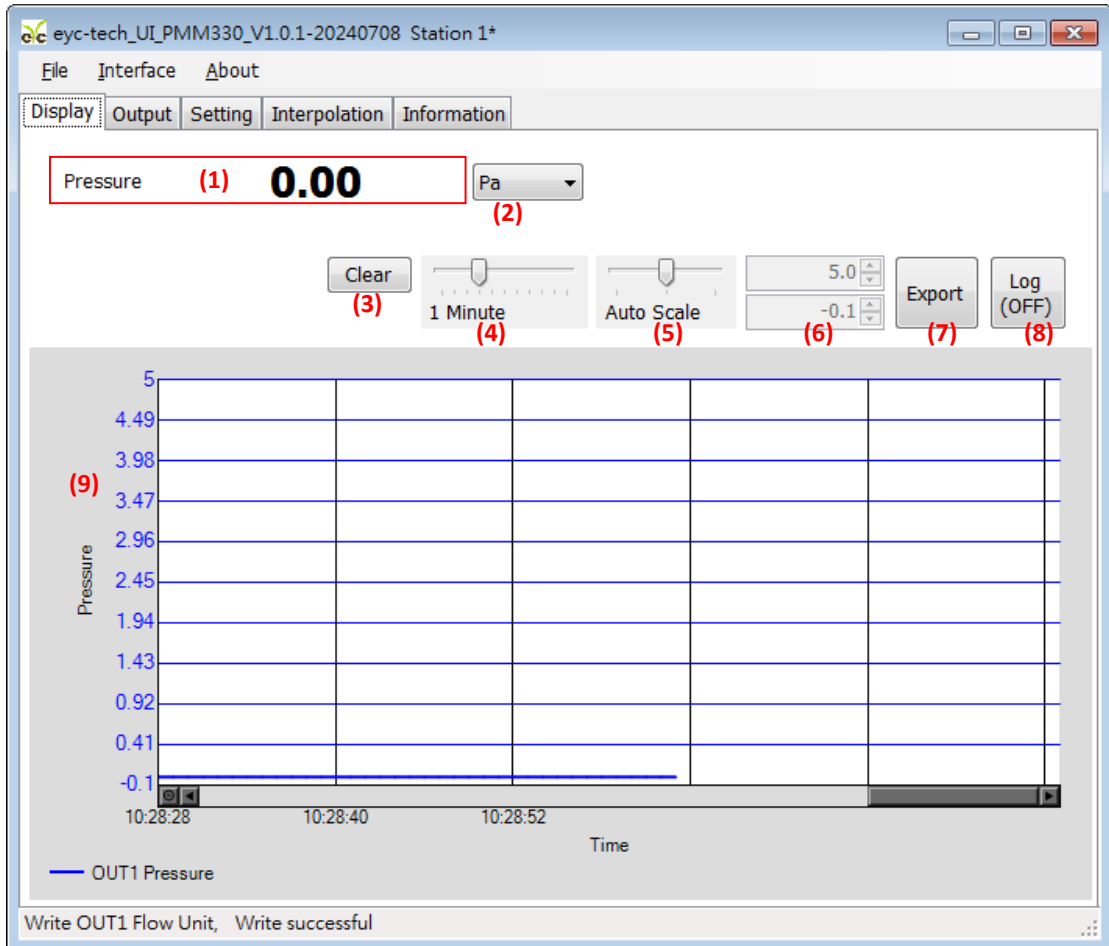 eyc-tech_UI_PMM330_V1.0.1-20240708 Station 1*
File Interface About
Display Output Setting Interpolation Information
Pressure (1) 0.00 Pa
(2)
Clear 1 Minute Auto Scale 5.0 -0.1 Export Log (OFF)
(3) (4) (5) (6) (7) (8)
5
4.49
3.98
(9)
3.47
2.96
2.45
1.94
1.43
0.92
0.41
-0.1
Pressure
10:28:28 10:28:40 10:28:52
Time
OUT1 Pressure
Write OUT1 Flow Unit, Write successful